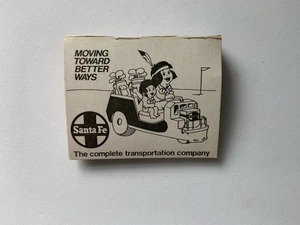 MOVING
TOWARD
BETTER
WAYS
Santa Fe
The complete transportation company